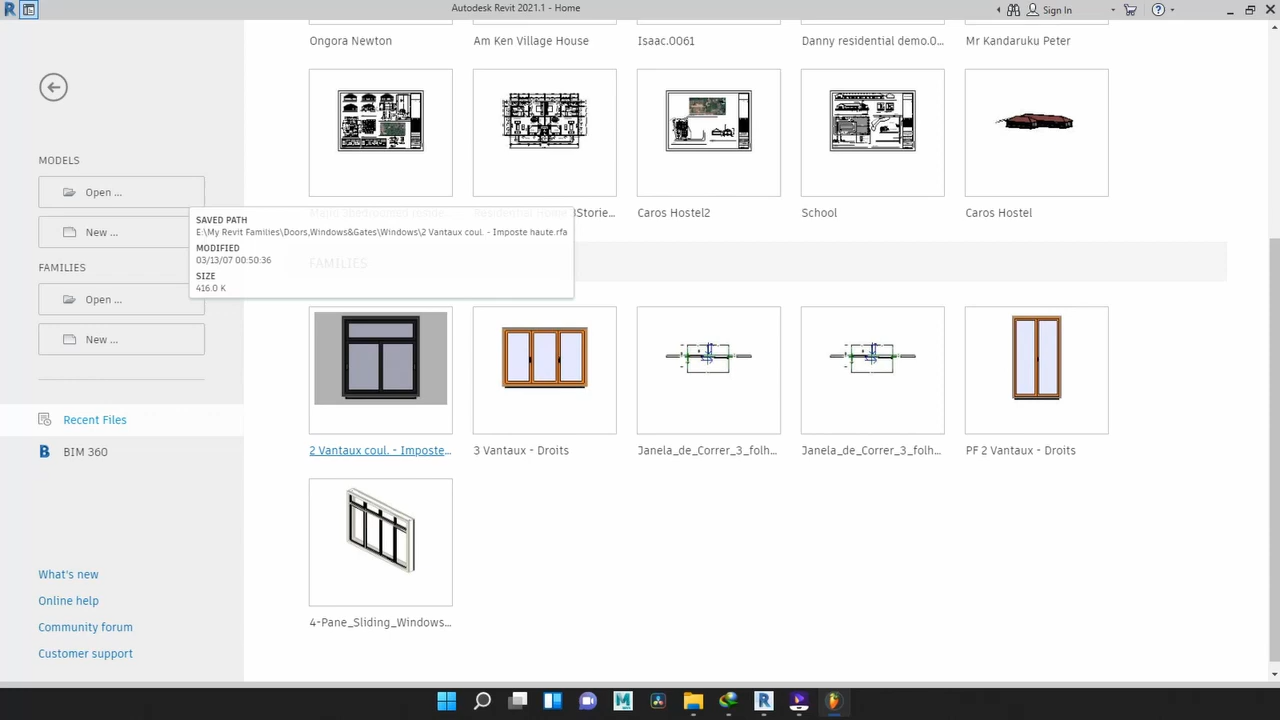 Autodesk Revit 2021.1 - Home
Sign In
Ongora Newton
Am Ken Village House
Isaac.0061
Danny residential demo.0...
Mr Kandaruku Peter
MODELS
Open ...
New ...
FAMILIES
Open ...
New ...
Recent Files
BIM 360
What's new
Online help
Community forum
Customer support
IStorie...
Caros Hostel2
School
Caros Hostel
SAVED PATH
E:\My Revit Families\Doors,Windows&Gates\Windows\2 Vantaux coul. - Imposte haute.rfa
MODIFIED
03/13/07 00:50:36
SIZE
416.0 K
FAMILIES
2 Vantaux coul. - Imposte...
3 Vantaux - Droits
Janela_de_Correr_3_folh...
Janela_de_Correr_3_folh...
PF 2 Vantaux - Droits
4-Pane_Sliding_Windows...